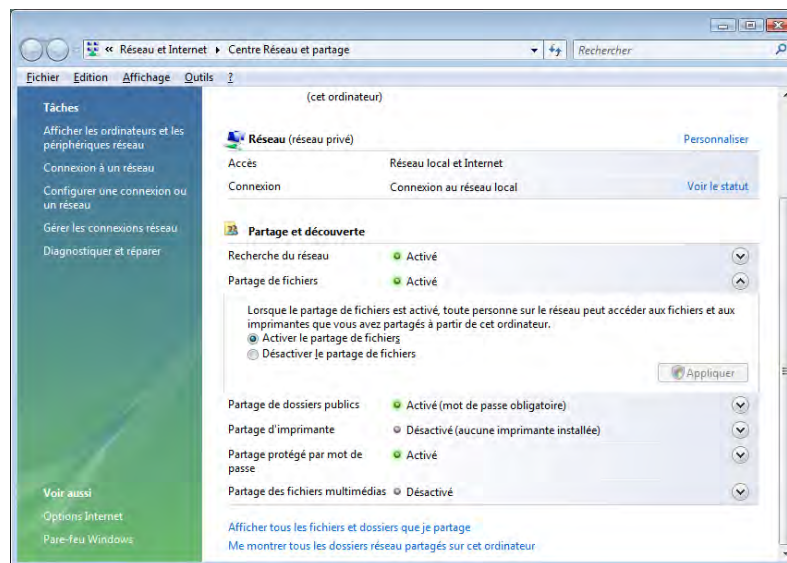 « Réseau et Internet ▸ Centre Réseau et partage
Rechercher
Fichier Edition Affichage Outils ?
Tâches
Afficher les ordinateurs et les
périphériques réseau
Connexion à un réseau
Configurer une connexion ou
un réseau
Gérer les connexions réseau
Diagnostiquer et réparer
Voir aussi
Options Internet
Pare-feu Windows
(cet ordinateur)
Réseau (réseau privé) Personnaliser
Accès Réseau local et Internet
Connexion Connexion au réseau local Voir le statut
Partage et découverte
Recherche du réseau Activé
Partage de fichiers Activé
Lorsque le partage de fichiers est activé, toute personne sur le réseau peut accéder aux fichiers et aux
imprimantes que vous avez partagés à partir de cet ordinateur.
Activer le partage de fichiers
Désactiver le partage de fichiers
Appliquer
Partage de dossiers publics Activé (mot de passe obligatoire)
Partage d'imprimante Désactivé (aucune imprimante installée)
Partage protégé par mot de
passe Activé
Partage des fichiers multimédias Désactivé
Afficher tous les fichiers et dossiers que je partage
Me montrer tous les dossiers réseau partagés sur cet ordinateur